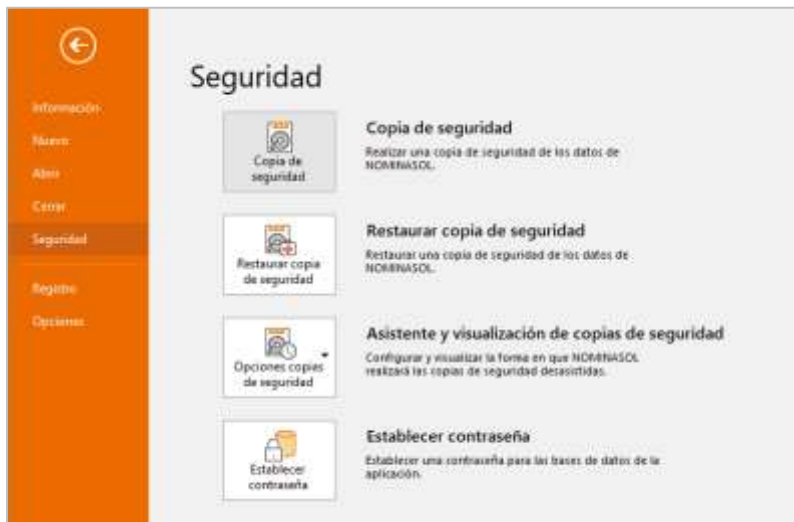 Seguridad
Información
Nuevo
Abrir
Cerrar
Seguridad
Registro
Opciones
Copia de
seguridad
Copia de seguridad
Realizar una copia de seguridad de los datos de
NOMINASOL.
Restaurar copia
de seguridad
Restaurar copia de seguridad
Restaurar una copia de seguridad de los datos de
NOMINASOL.
Opciones copias
de seguridad
Asistente y visualización de copias de seguridad
Configurar y visualizar la forma en que NOMINASOL
realizará las copias de seguridad desasistidas.
Establecer
contraseña
Establecer contraseña
Establecer una contraseña para las bases de datos de la
aplicación.